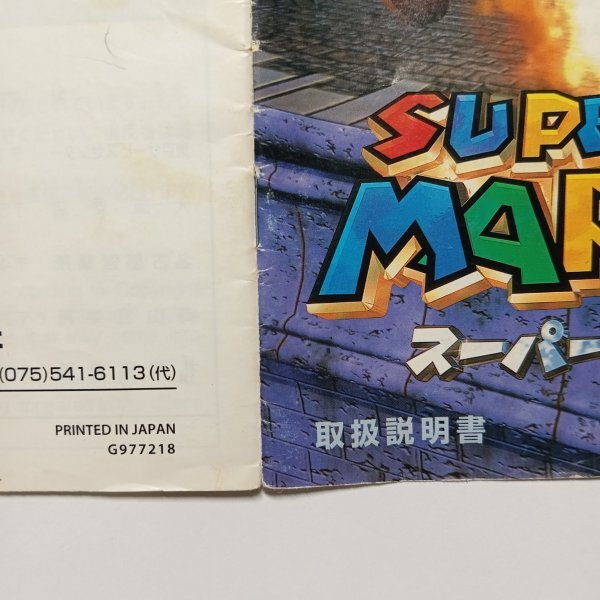 (075)541-6113(代)
PRINTED IN JAPAN
G977218
SUPE
MAR
スーパー
取扱説明書